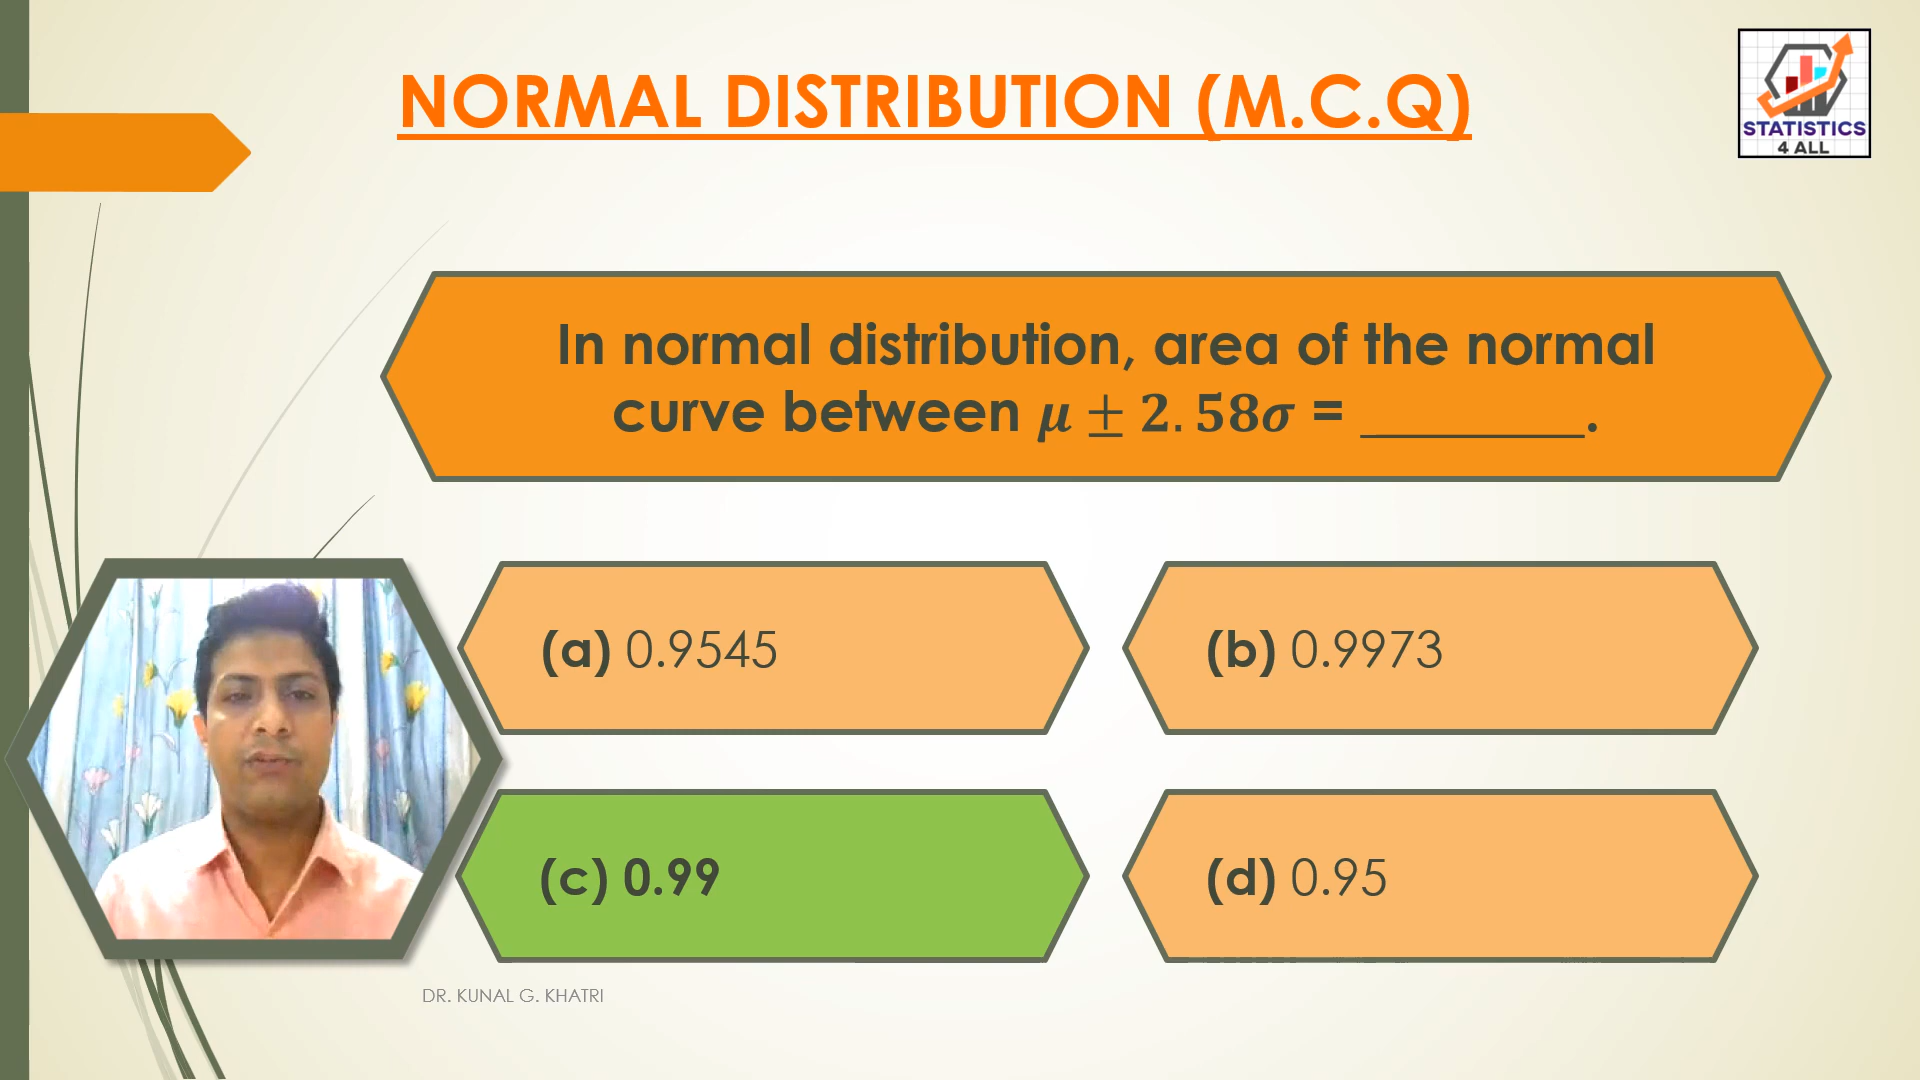 NORMAL DISTRIBUTION (M.C.Q)
STATISTICS
4 ALL
In normal distribution, area of the normal
curve between μ ± 2.58σ = ________.
(a) 0.9545
(b) 0.9973
(c) 0.99
(d) 0.95
DR. KUNAL G. KHATRI